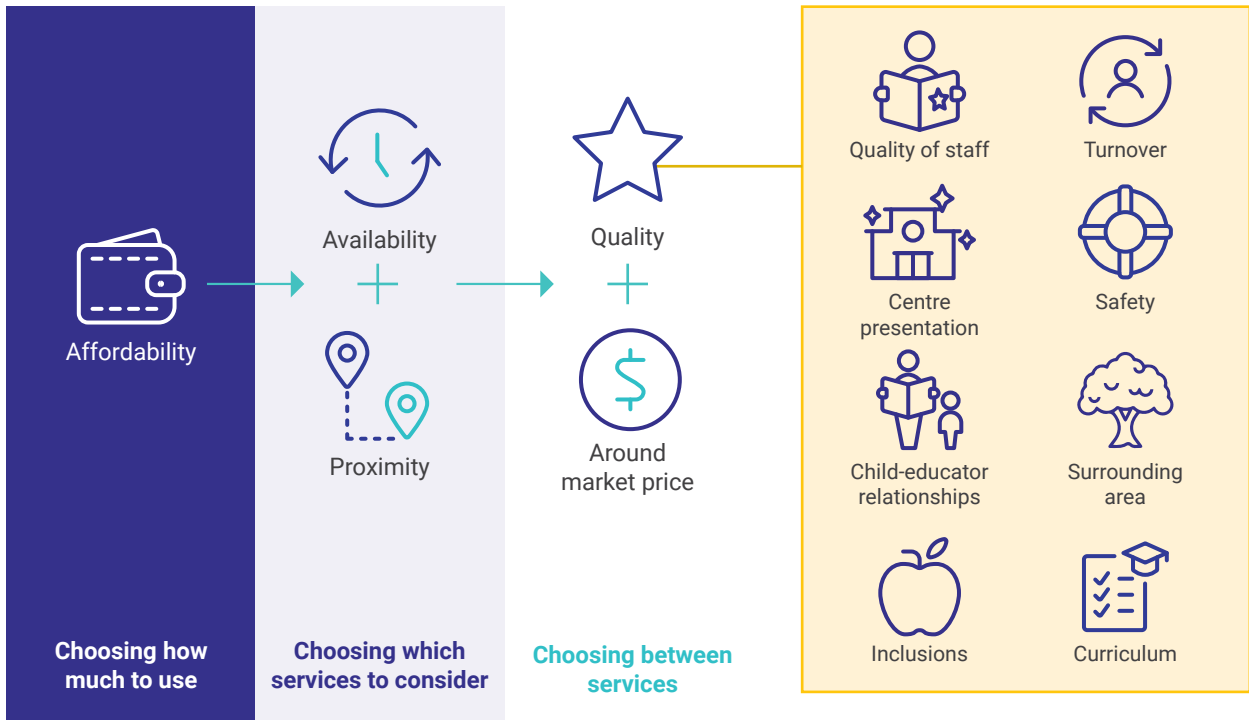 Affordability
Choosing how
much to use
Availability
Proximity
Choosing which
services to consider
Quality
Around
market price
Choosing between
services
Quality of staff
Turnover
Centre
presentation
Safety
Child-educator
relationships
Surrounding
area
Inclusions
Curriculum